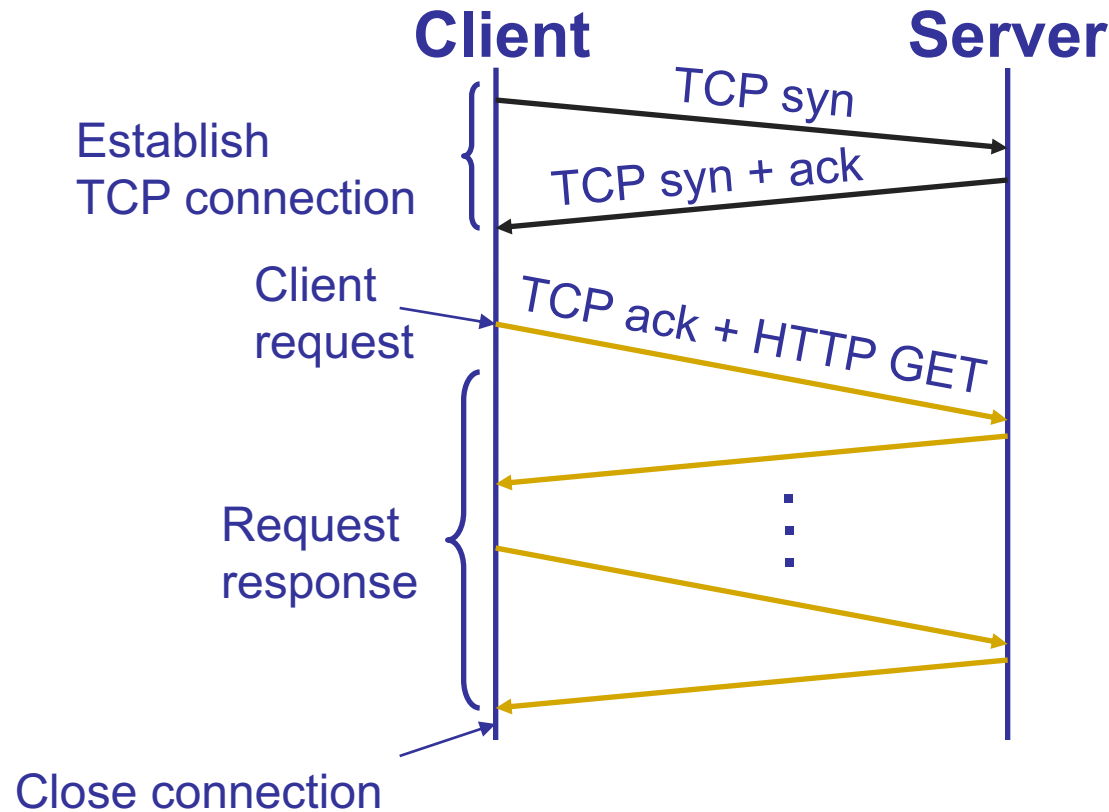 Client
Server
TCP syn
Establish
TCP connection
TCP syn + ack
Client
request
TCP ack + HTTP GET
Request
response
Close connection